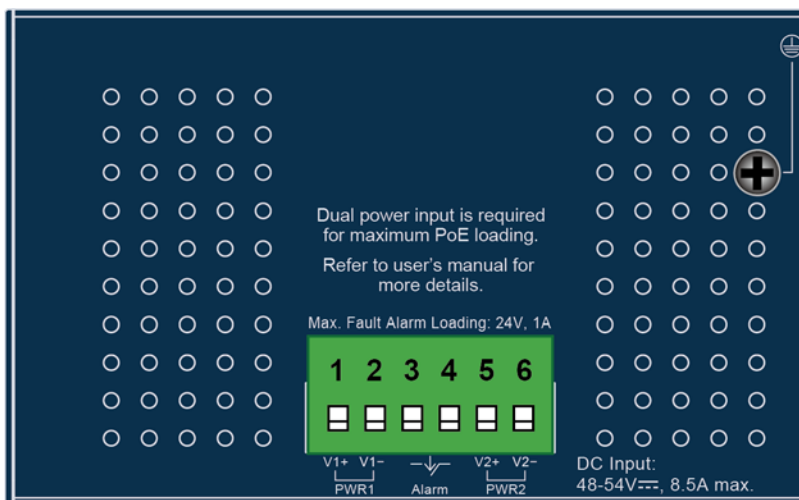 Dual power input is required
for maximum PoE loading.
Refer to user's manual for
more details.
Max. Fault Alarm Loading: 24V, 1A
1 2 3 4 5 6
V1+ V1− V2+ V2−
PWR1 Alarm PWR2
DC Input:
48-54V⎓, 8.5A max.